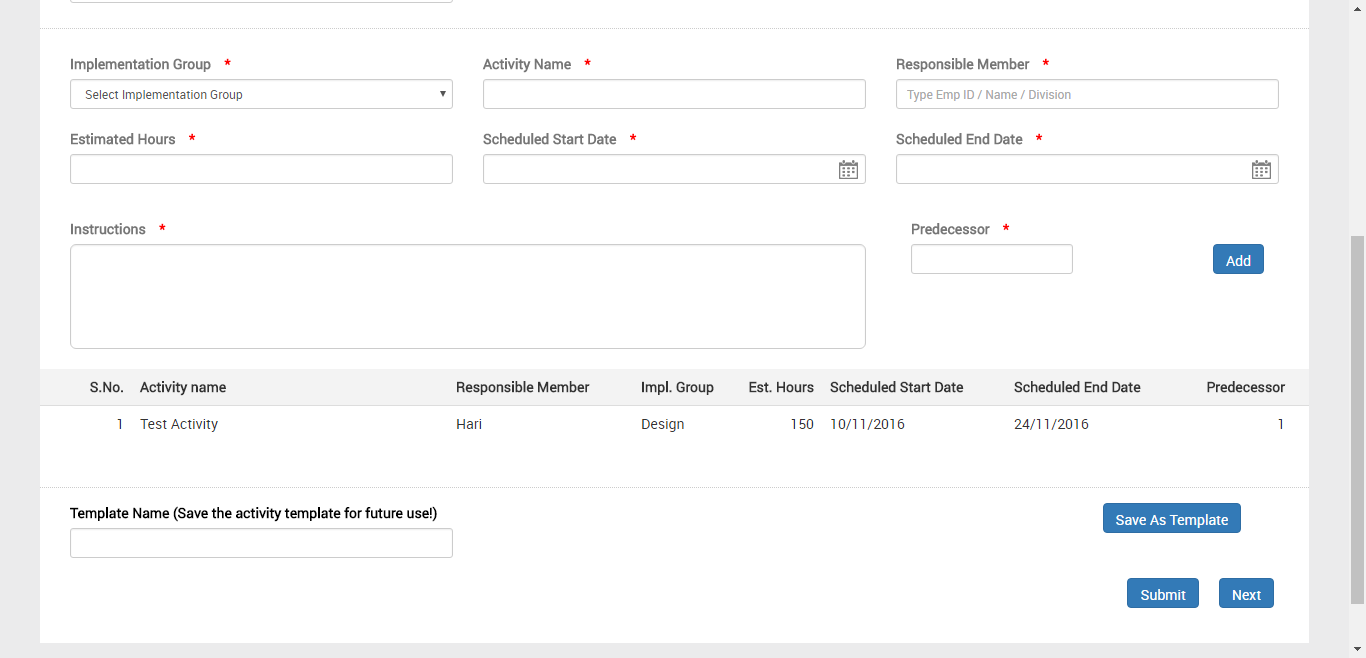 Implementation Group * Activity Name * Responsible Member *
Select Implementation Group Type Emp ID / Name / Division
Estimated Hours * Scheduled Start Date * Scheduled End Date *
Instructions * Predecessor *
Add
S.No. Activity name Responsible Member Impl. Group Est. Hours Scheduled Start Date Scheduled End Date Predecessor
1 Test Activity Hari Design 150 10/11/2016 24/11/2016 1
Template Name (Save the activity template for future use!)
Save As Template
Submit Next